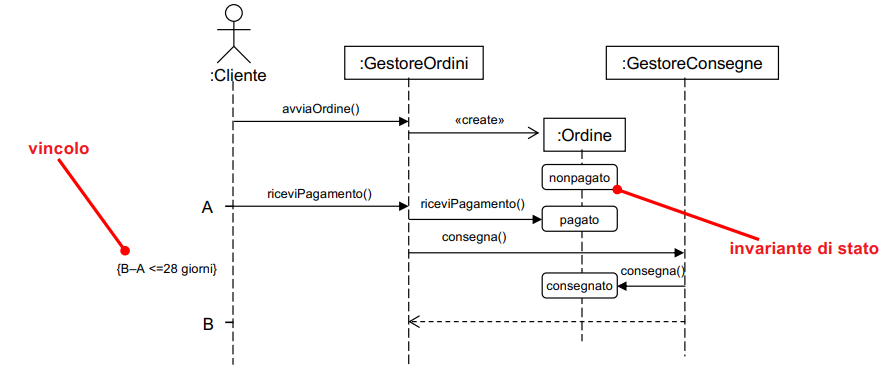 :Cliente
:GestoreOrdini
:GestoreConsegne
avviaOrdine()
«create»
:Ordine
vincolo
nonpagato
A
riceviPagamento()
riceviPagamento()
pagato
consegna()
invariante di stato
{B–A <=28 giorni}
consegna()
consegnato
B